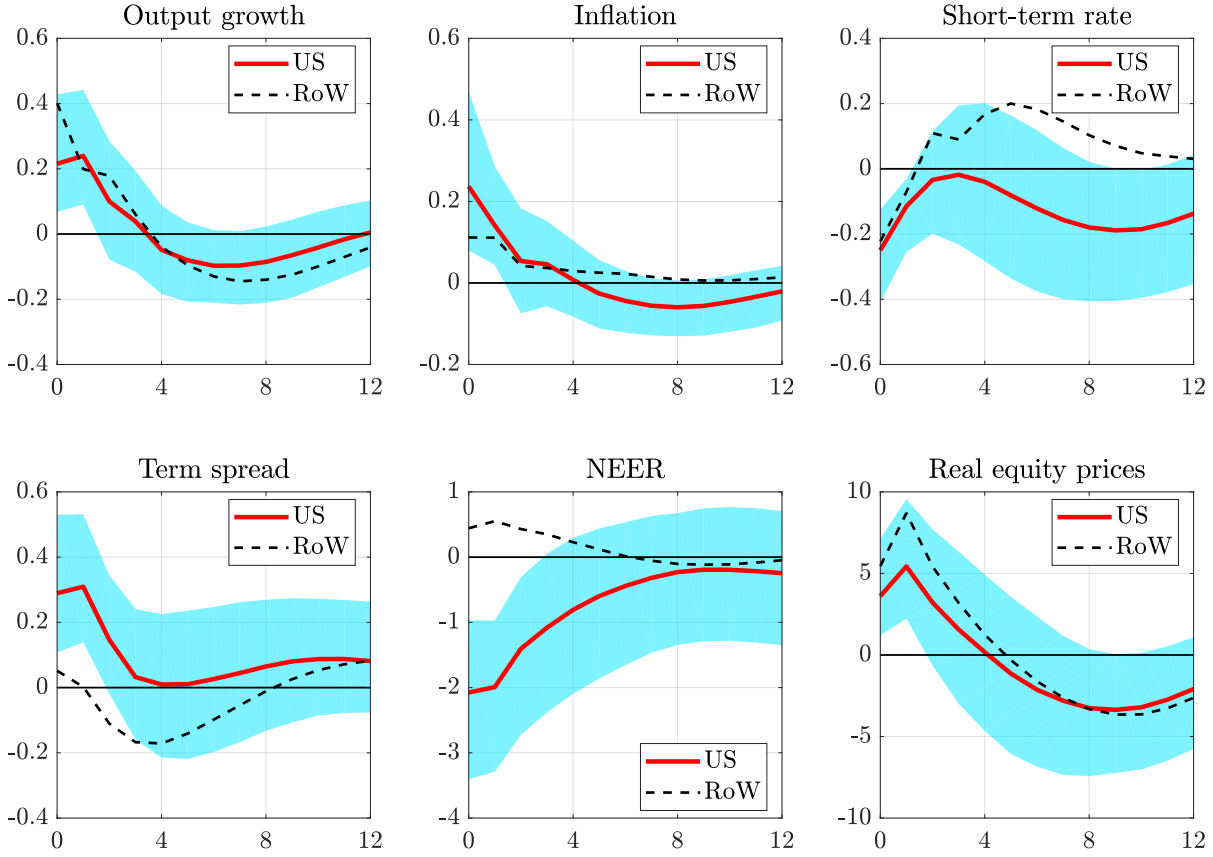 Output growth
0.6
0.4
0.2
0
-0.2
-0.4
0 4 8 12
US
RoW
Inflation
0.6
0.4
0.2
0
0.2
0 4 8 12
US
RoW
Short-term rate
0.4
0.2
0
-0.2
-0.4
-0.6
0 4 8 12
US
RoW
Term spread
0.6
0.4
0.2
0
-0.2
-0.4
0 4 8 12
US
RoW
NEER
1
0
-1
-2
-3
-4
0 4 8 12
US
RoW
Real equity prices
10
5
0
-5
-10
0 4 8 12
US
RoW